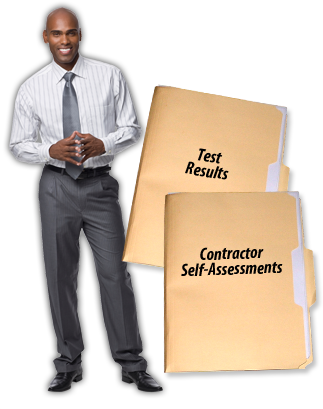 Test
Results
Contractor
Self-Assessments